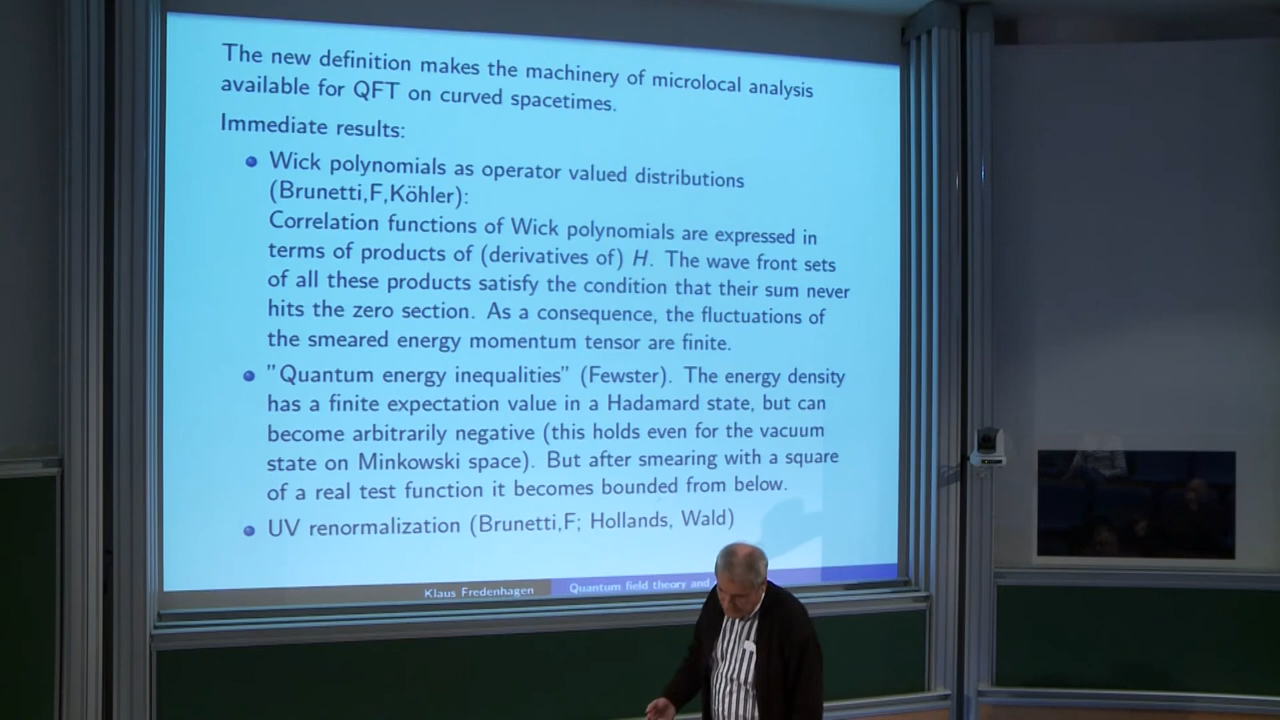 The new definition makes the machinery of microlocal analysis
available for QFT on curved spacetimes.
Immediate results:
Wick polynomials as operator valued distributions
(Brunetti,F,Köhler):
Correlation functions of Wick polynomials are expressed in
terms of products of (derivatives of) H. The wave front sets
of all these products satisfy the condition that their sum never
hits the zero section. As a consequence, the fluctuations of
the smeared energy momentum tensor are finite.
"Quantum energy inequalities" (Fewster). The energy density
has a finite expectation value in a Hadamard state, but can
become arbitrarily negative (this holds even for the vacuum
state on Minkowski space). But after smearing with a square
of a real test function it becomes bounded from below.
UV renormalization (Brunetti,F; Hollands, Wald)
Klaus Fredenhagen
Quantum field theory and